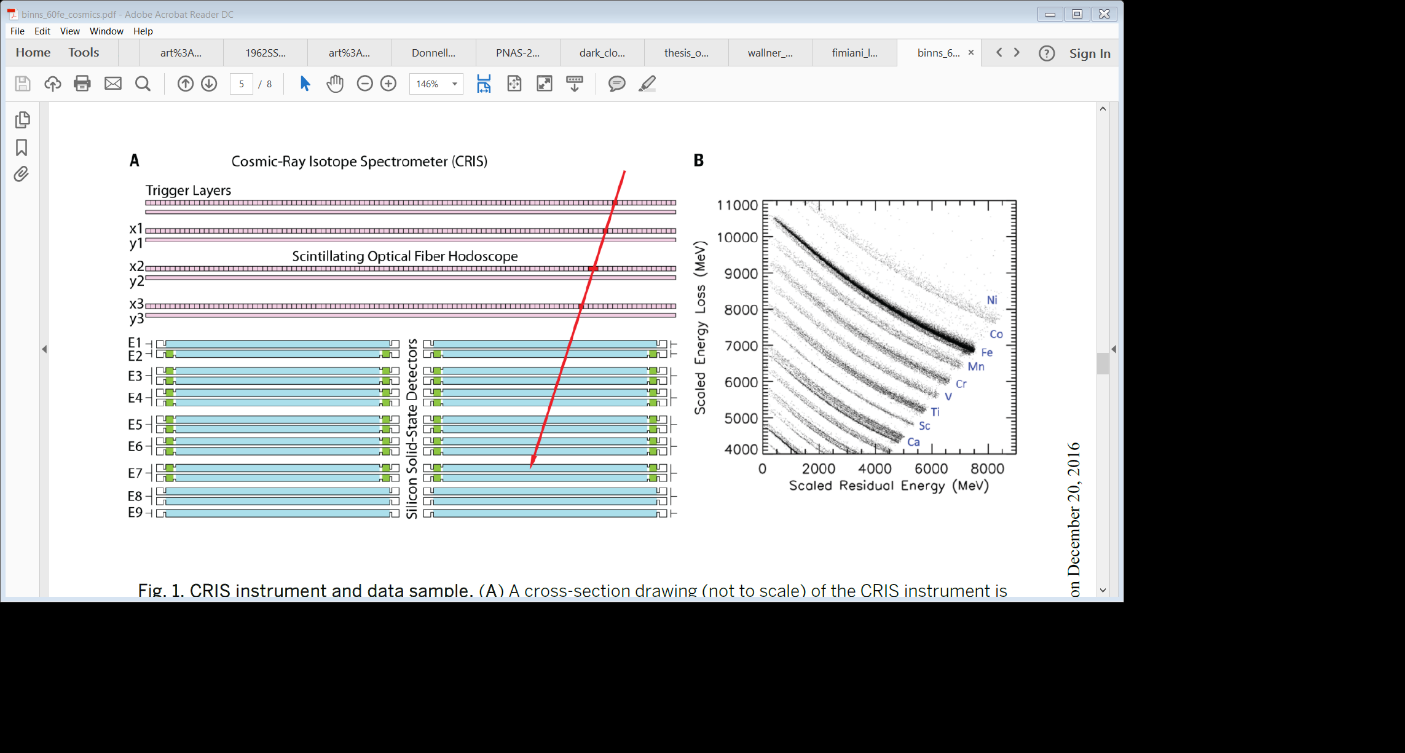 binns_60fe_cosmics.pdf - Adobe Acrobat Reader DC
File Edit View Window Help
Home Tools art%3A... 1962SS... art%3A... Donnell... PNAS-2... dark_clo... thesis_o... wallner_... fimiani_l... binns_6... × ? Sign In
5 / 8 146%
A Cosmic-Ray Isotope Spectrometer (CRIS)
Trigger Layers
x1
y1
Scintillating Optical Fiber Hodoscope
x2
y2
x3
y3
E1
E2
E3
E4
E5
E6
E7
E8
E9
Silicon Solid-State Detectors
B
Scaled Energy Loss (MeV)
11000
10000
9000
8000
7000
6000
5000
4000
Ni
Co
Fe
Mn
Cr
V
Ti
Sc
Ca
0 2000 4000 6000 8000
Scaled Residual Energy (MeV)
on December 20, 2016
Fig. 1. CRIS instrument and data sample. (A) A cross-section drawing (not to scale) of the CRIS instrument is